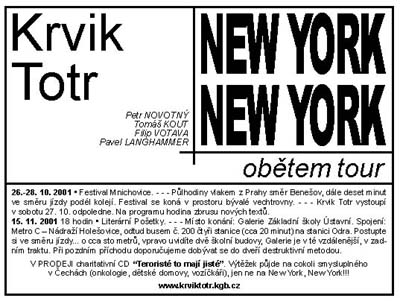 Krvik
Totr
NEW YORK
NEW YORK
Petr NOVOTNÝ
Tomáš KOUT
Filip VOTAVA
Pavel LANGHAMMER
obětem tour
26.-28. 10. 2001 • Festival Mnichovice. - - - Půlhodiny vlakem z Prahy směr Benešov, dále deset minut
ve směru jízdy podél kolejí. Festival se koná v prostoru bývalé vechtrovny. - - - Krvik Totr vystoupí
v sobotu 27. 10. odpoledne. Na programu hodina zbrusu nových textů.
15. 11. 2001 18 hodin • Literární Pošetky. - - - Místo konání: Galerie Základní školy Ústavní. Spojení:
Metro C – Nádraží Holešovice, odtud busem č. 200 čtyři stanice (cca 20 minut) na stanici Odra. Postupte
si ve směru jízdy... o cca sto metrů, vpravo uvidíte dvě školní budovy, Galerie je v té vzdálenější, v zad-
ním traktu. Při pozdním příchodu doporučujeme dobývat se do dveří destruktivní metodou.
V PRODEJI charitativní CD "Teroristé to mají jisté". Výtěžek půjde na cokoli smysluplného
v Čechách (onkologie, dětské domovy, vozíčkáři), jen ne na New York, New York!!!
www.krviktotr.kgb.cz